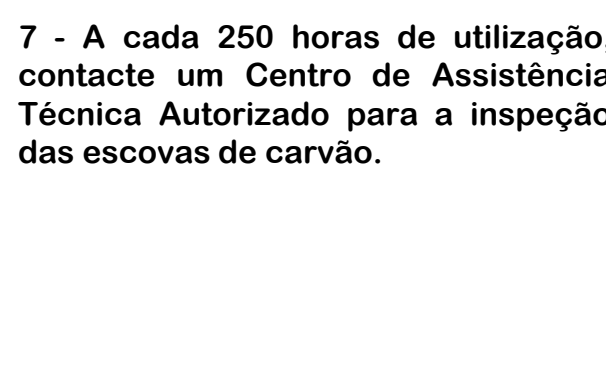 7 - A cada 250 horas de utilização,
contacte um Centro de Assistência
Técnica Autorizado para a inspeção
das escovas de carvão.